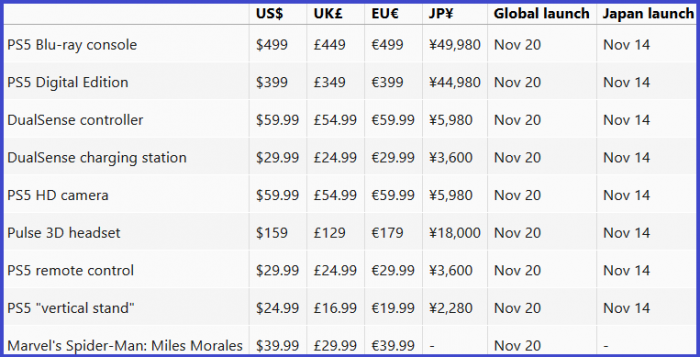 US$ UK£ EU€ JP¥ Global launch Japan launch
PS5 Blu-ray console $499 £449 €499 ¥49,980 Nov 20 Nov 14
PS5 Digital Edition $399 £349 €399 ¥44,980 Nov 20 Nov 14
DualSense controller $59.99 £54.99 €59.99 ¥5,980 Nov 20 Nov 14
DualSense charging station $29.99 £24.99 €29.99 ¥3,600 Nov 20 Nov 14
PS5 HD camera $59.99 £54.99 €59.99 ¥5,980 Nov 20 Nov 14
Pulse 3D headset $159 £129 €179 ¥18,000 Nov 20 Nov 14
PS5 remote control $29.99 £24.99 €29.99 ¥3,600 Nov 20 Nov 14
PS5 "vertical stand" $24.99 £16.99 €19.99 ¥2,280 Nov 20 Nov 14
Marvel's Spider-Man: Miles Morales $39.99 £29.99 €39.99 - Nov 20 -